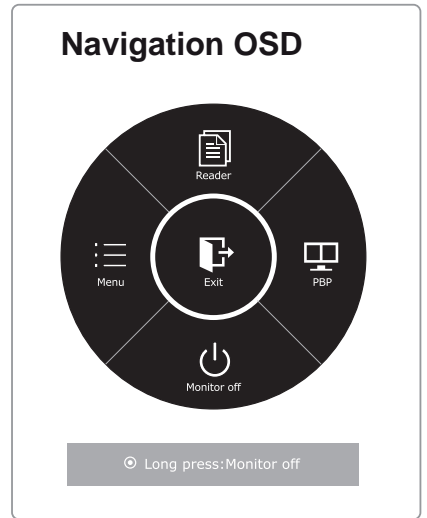 Navigation OSD
Reader
Menu
Exit
PBP
Monitor off
Long press:Monitor off